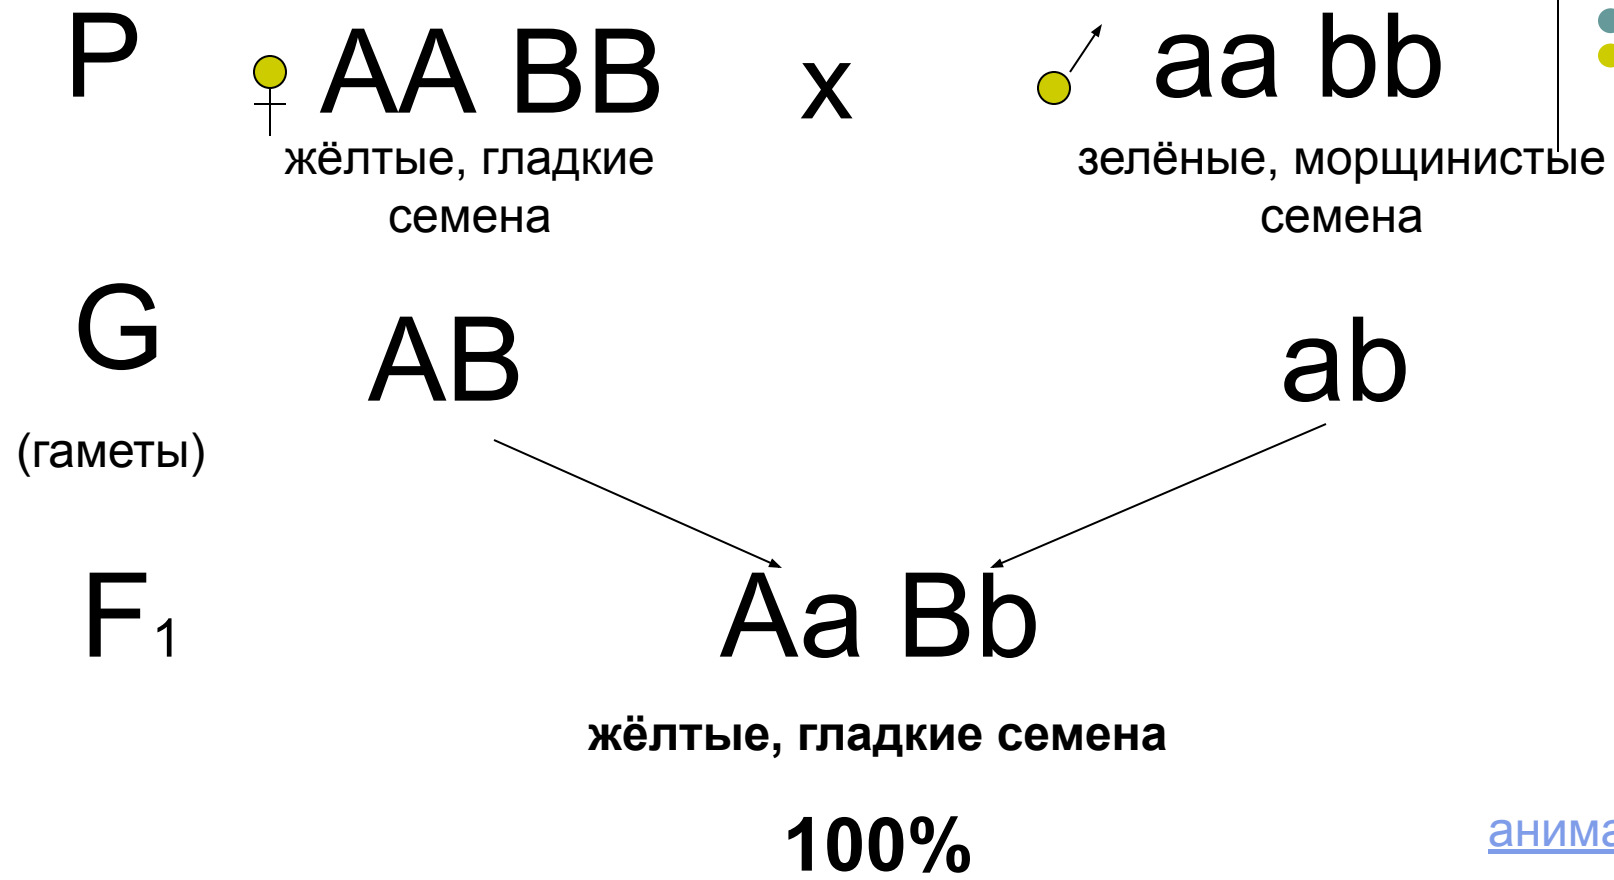 P AA BB x aa bb
жёлтые, гладкие семена
зелёные, морщинистые семена
G AB ab
(гаметы)
F1 Aa Bb
жёлтые, гладкие семена
100%
анима